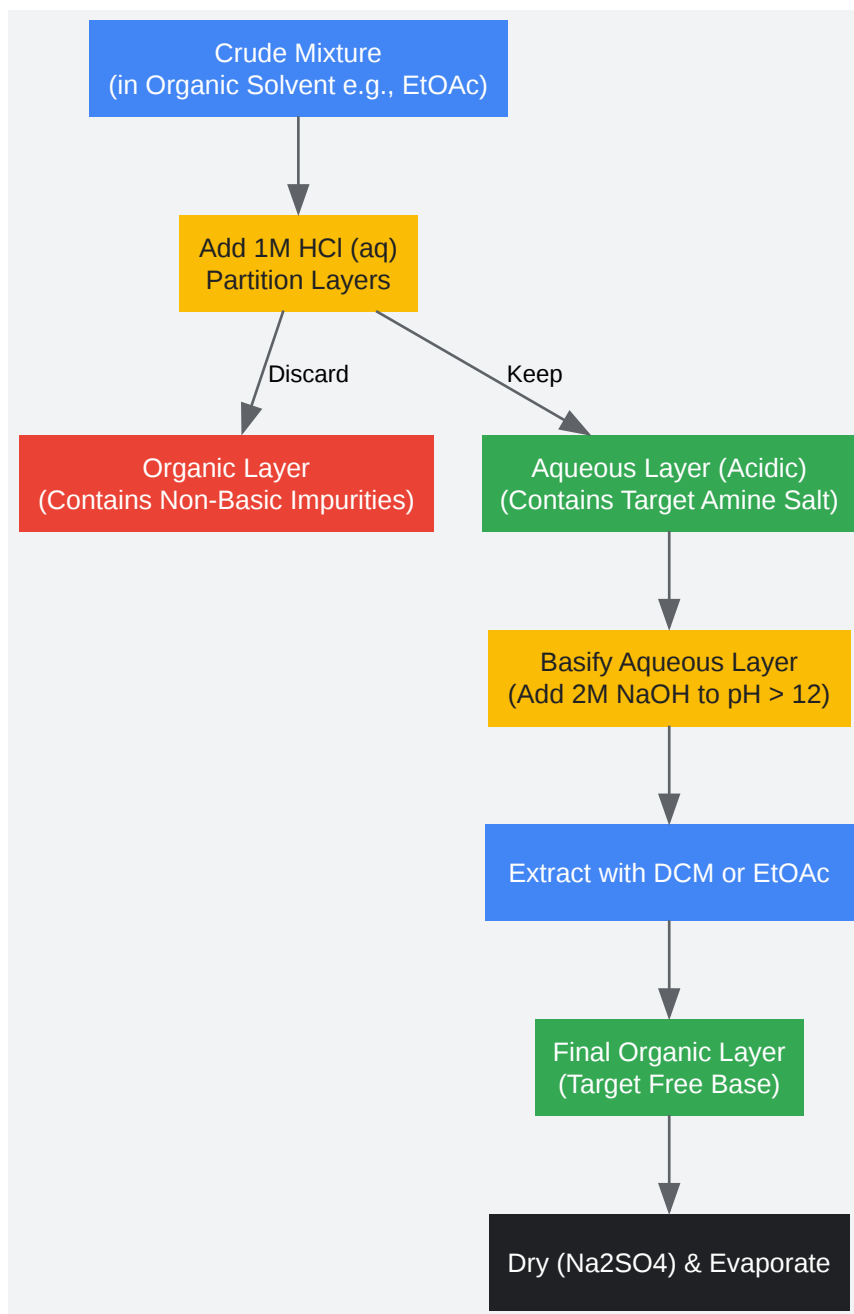 Crude Mixture
(in Organic Solvent e.g., EtOAc)
Add 1M HCl (aq)
Partition Layers
Discard
Keep
Organic Layer
(Contains Non-Basic Impurities)
Aqueous Layer (Acidic)
(Contains Target Amine Salt)
Basify Aqueous Layer
(Add 2M NaOH to pH > 12)
Extract with DCM or EtOAc
Final Organic Layer
(Target Free Base)
Dry (Na2SO4) & Evaporate